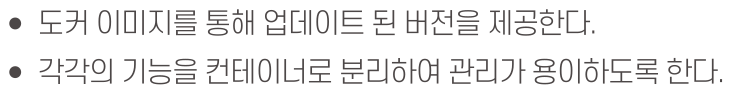 • 도커 이미지를 통해 업데이트 된 버전을 제공한다.
• 각각의 기능을 컨테이너로 분리하여 관리가 용이하도록 한다.